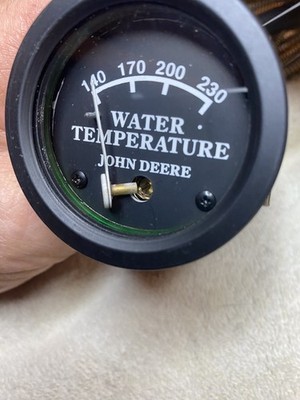 140 170 200 230
WATER
TEMPERATURE
JOHN DEERE